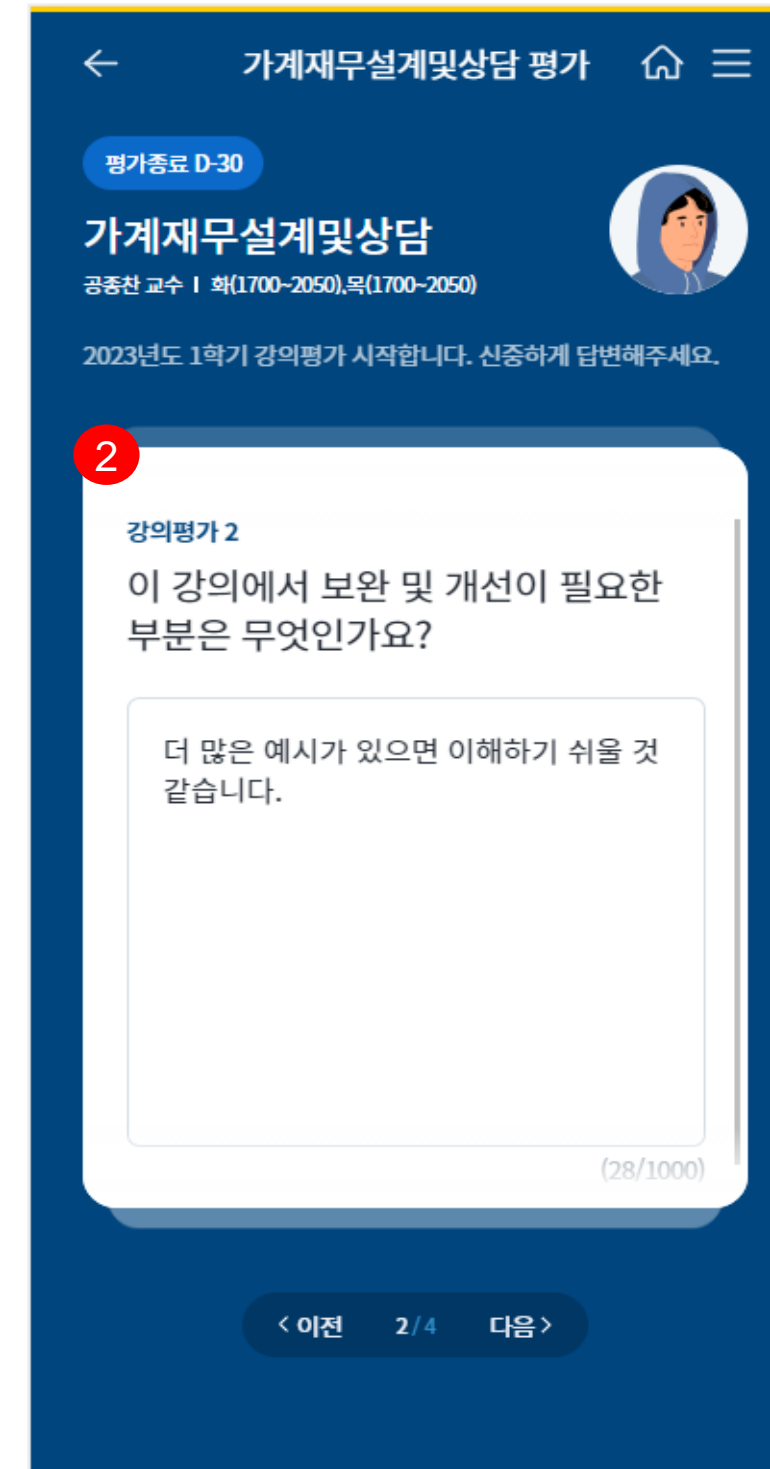 가계재무설계및상담 평가
평가종료 D-30
가계재무설계및상담
공종찬 교수 | 화(1700~2050),목(1700~2050)
2023년도 1학기 강의평가 시작합니다. 신중하게 답변해주세요.
2
강의평가 2
이 강의에서 보완 및 개선이 필요한
부분은 무엇인가요?
더 많은 예시가 있으면 이해하기 쉬울 것
같습니다.
(28/1000)
< 이전 2/4 다음 >